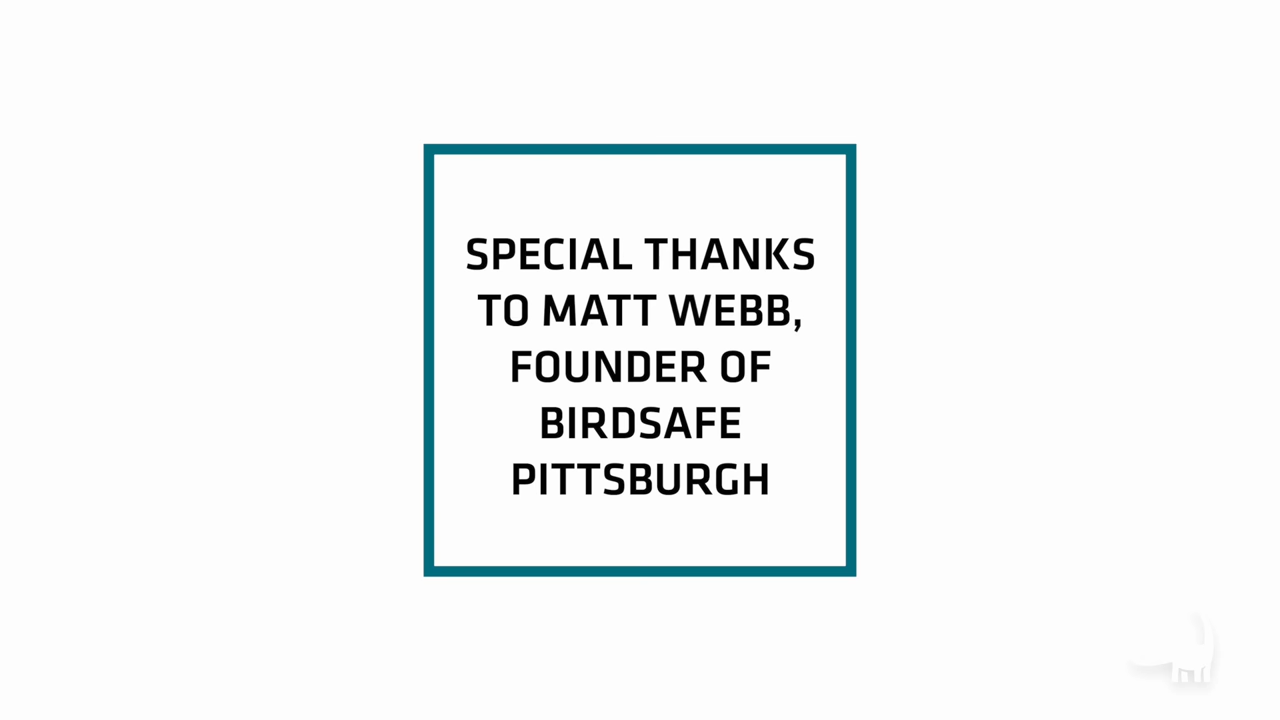 SPECIAL THANKS
TO MATT WEBB,
FOUNDER OF
BIRDSAFE
PITTSBURGH